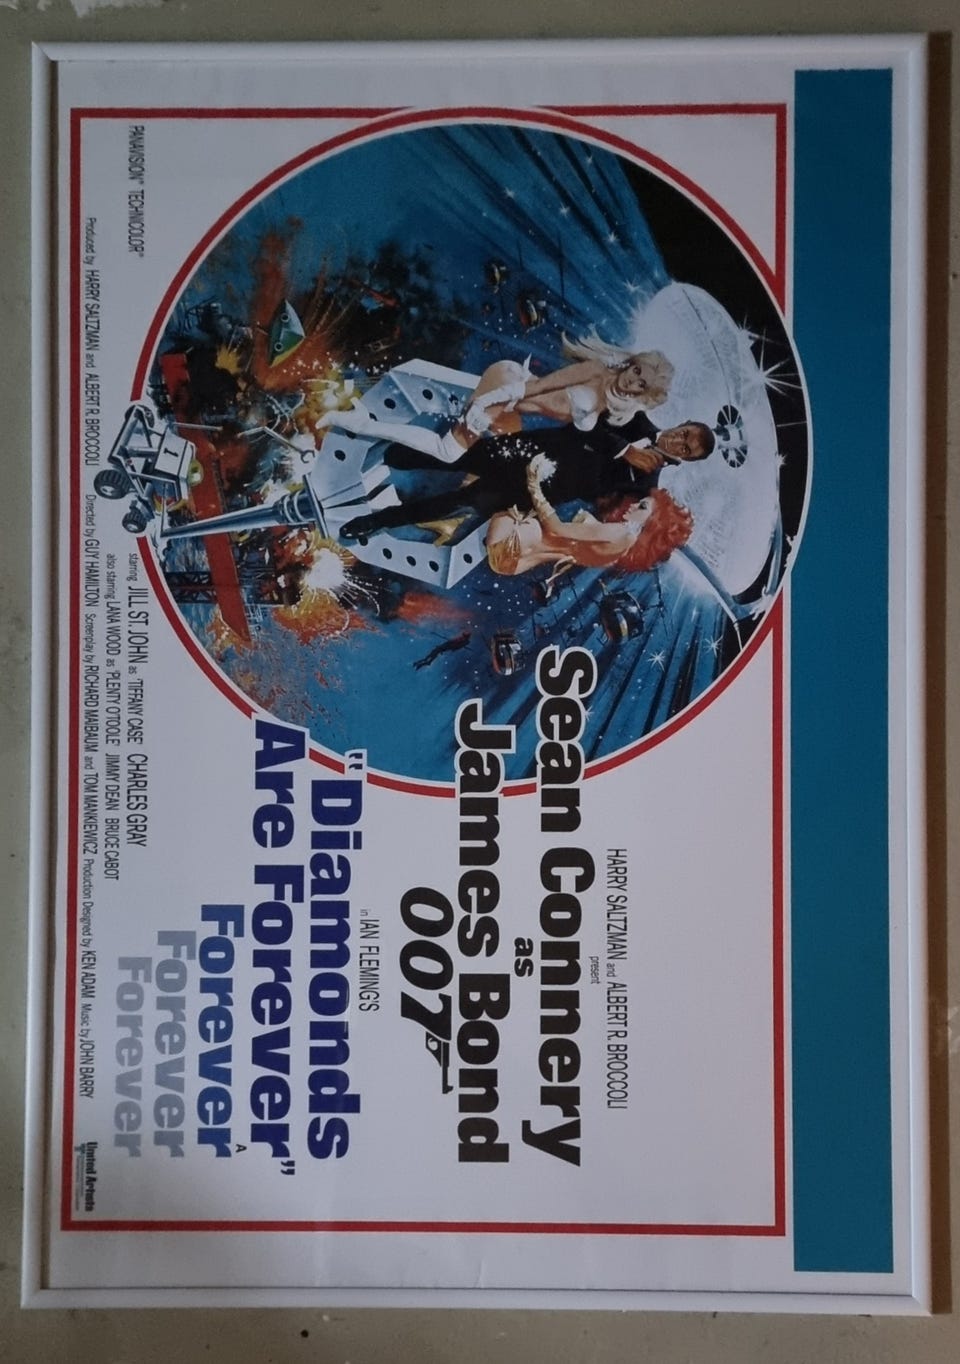 HARRY SALTZMAN and ALBERT R. BROCCOLI
present
Sean Connery
as
James Bond
007
in IAN FLEMING'S
"Diamonds
Are Forever"
Forever
Forever
Forever
A
1
PANAVISION® TECHNICOLOR®
starring JILL ST. JOHN as 'TIFFANY CASE' CHARLES GRAY
also starring LANA WOOD as 'PLENTY O'TOOLE' JIMMY DEAN BRUCE CABOT
Produced by HARRY SALTZMAN and ALBERT R. BROCCOLI Directed by GUY HAMILTON Screenplay by RICHARD MAIBAUM and TOM MANKIEWICZ Production Designed by KEN ADAM Music by JOHN BARRY
United Artists